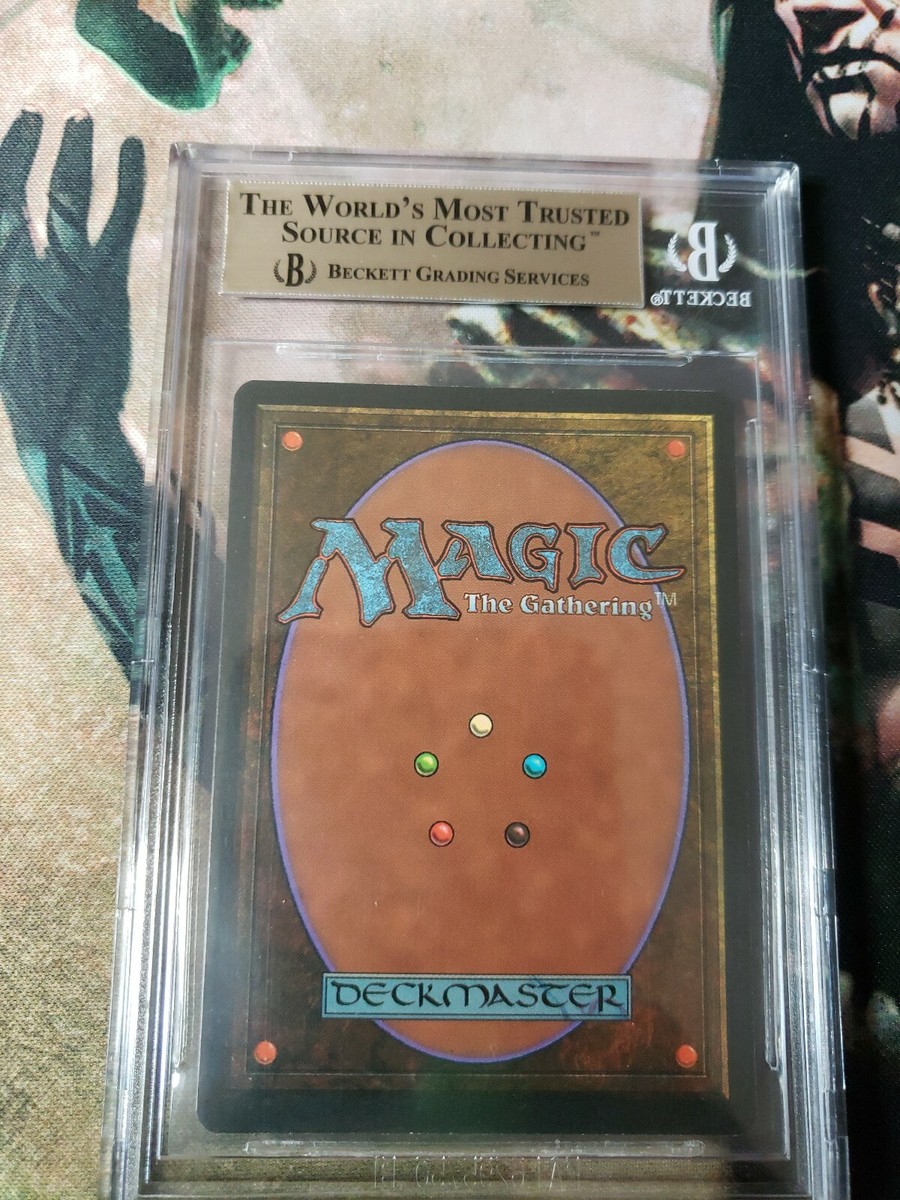 THE WORLD'S MOST TRUSTED
SOURCE IN COLLECTING™
B BECKETT GRADING SERVICES
B
BECKETT®
MAGIC
The Gathering™
DECKMASTER